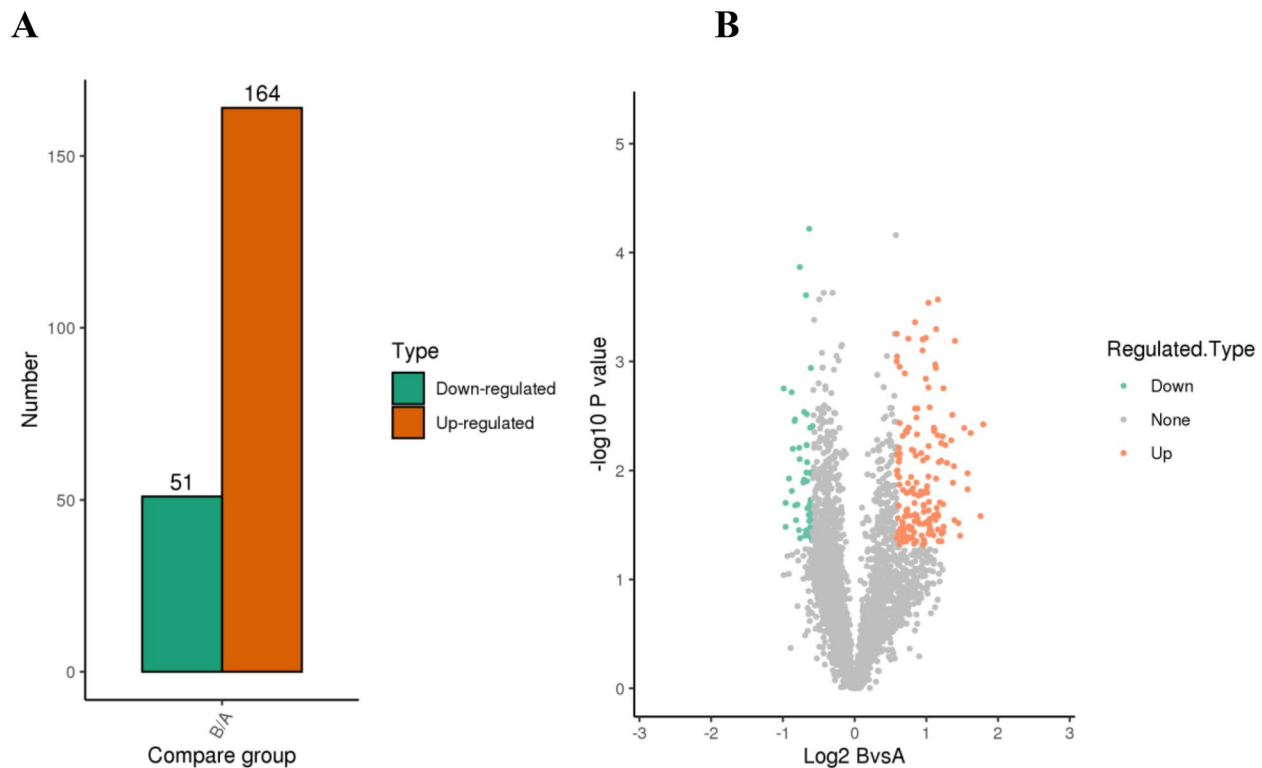 A
B
164
51
150
100
50
0
Number
B/A
Compare group
Type
Down-regulated
Up-regulated
5
4
3
2
1
0
-log10 P value
-3 -2 -1 0 1 2 3
Log2 BvsA
Regulated.Type
Down
None
Up